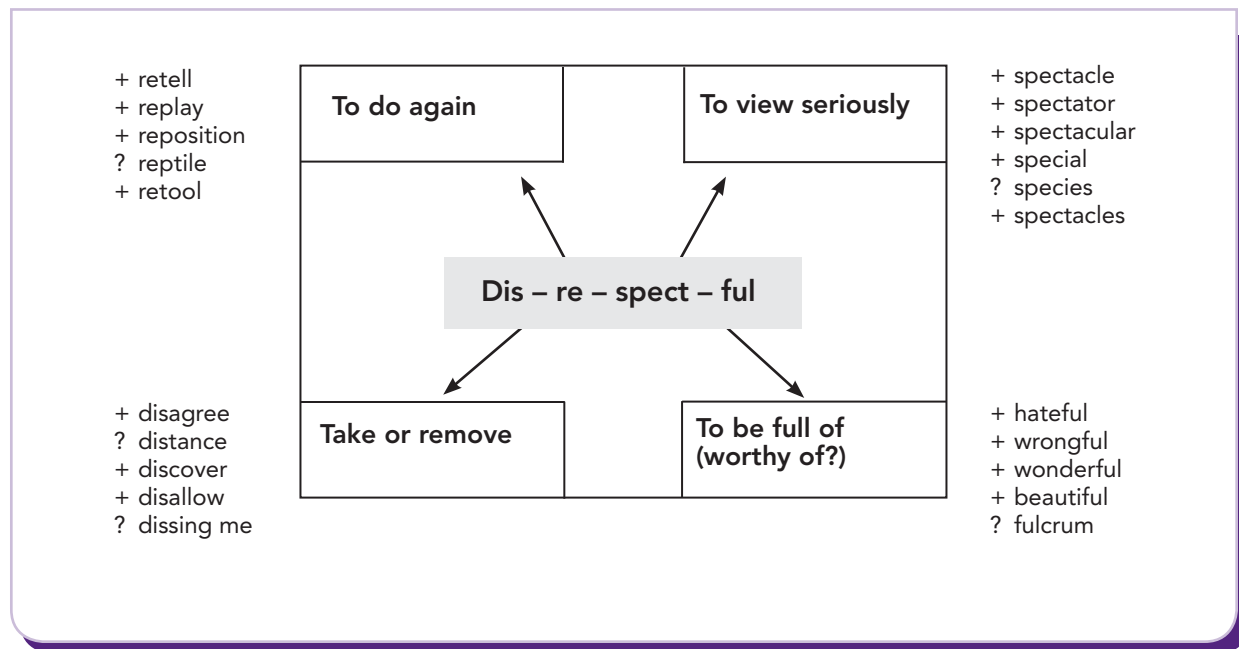 + retell
+ replay
+ reposition
? reptile
+ retool
To do again
To view seriously
+ spectacle
+ spectator
+ spectacular
+ special
? species
+ spectacles
Dis – re – spect – ful
+ disagree
? distance
+ discover
+ disallow
? dissing me
Take or remove
To be full of
(worthy of?)
+ hateful
+ wrongful
+ wonderful
+ beautiful
? fulcrum